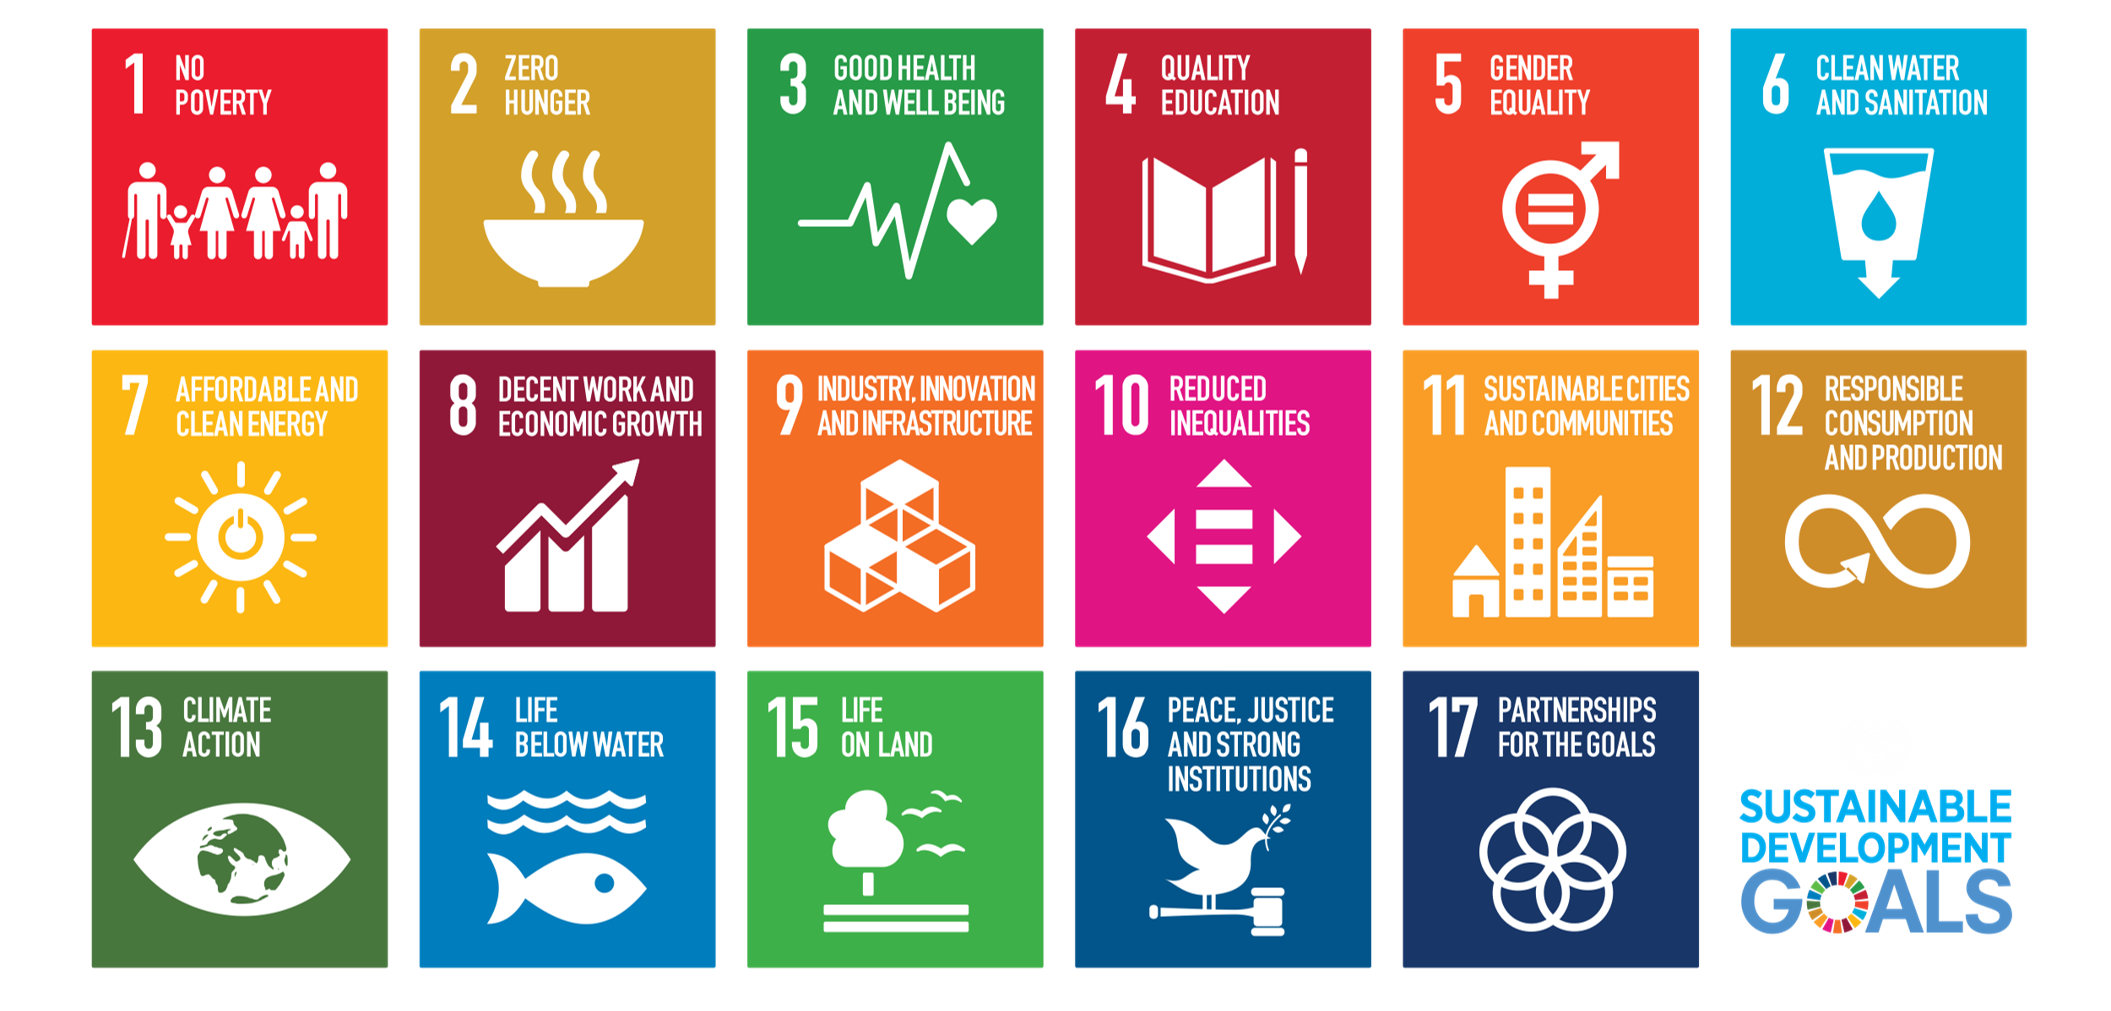 1 NO
POVERTY
2 ZERO
HUNGER
3 GOOD HEALTH
AND WELL BEING
4 QUALITY
EDUCATION
5 GENDER
EQUALITY
6 CLEAN WATER
AND SANITATION
7 AFFORDABLE AND
CLEAN ENERGY
8 DECENT WORK AND
ECONOMIC GROWTH
9 INDUSTRY, INNOVATION
AND INFRASTRUCTURE
10 REDUCED
INEQUALITIES
11 SUSTAINABLE CITIES
AND COMMUNITIES
12 RESPONSIBLE
CONSUMPTION
AND PRODUCTION
13 CLIMATE
ACTION
14 LIFE
BELOW WATER
15 LIFE
ON LAND
16 PEACE, JUSTICE
AND STRONG
INSTITUTIONS
17 PARTNERSHIPS
FOR THE GOALS
SUSTAINABLE
DEVELOPMENT
GOALS